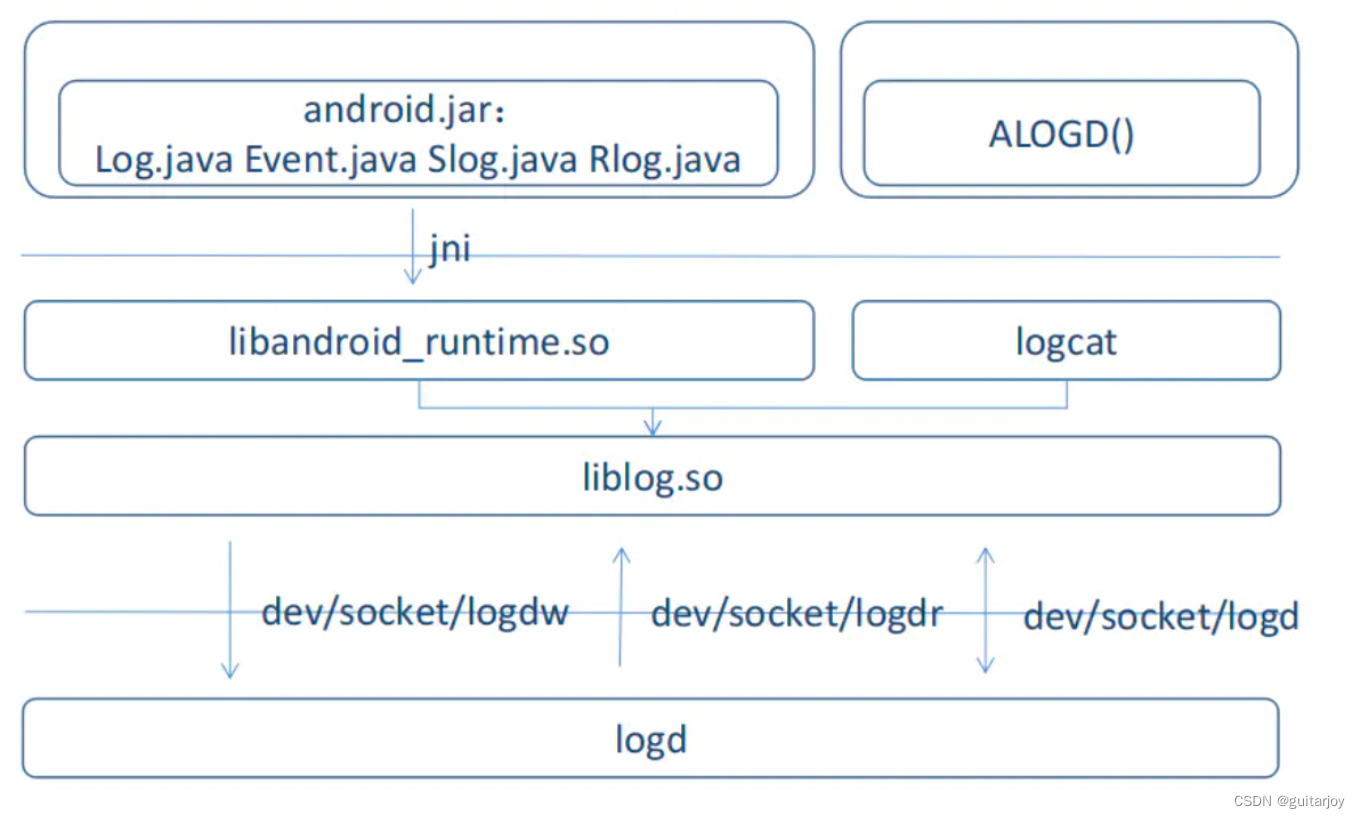 android.jar：
Log.java Event.java Slog.java Rlog.java
ALOGD()
jni
libandroid_runtime.so
logcat
liblog.so
dev/socket/logdw
dev/socket/logdr
dev/socket/logd
logd
CSDN @guitarjoy